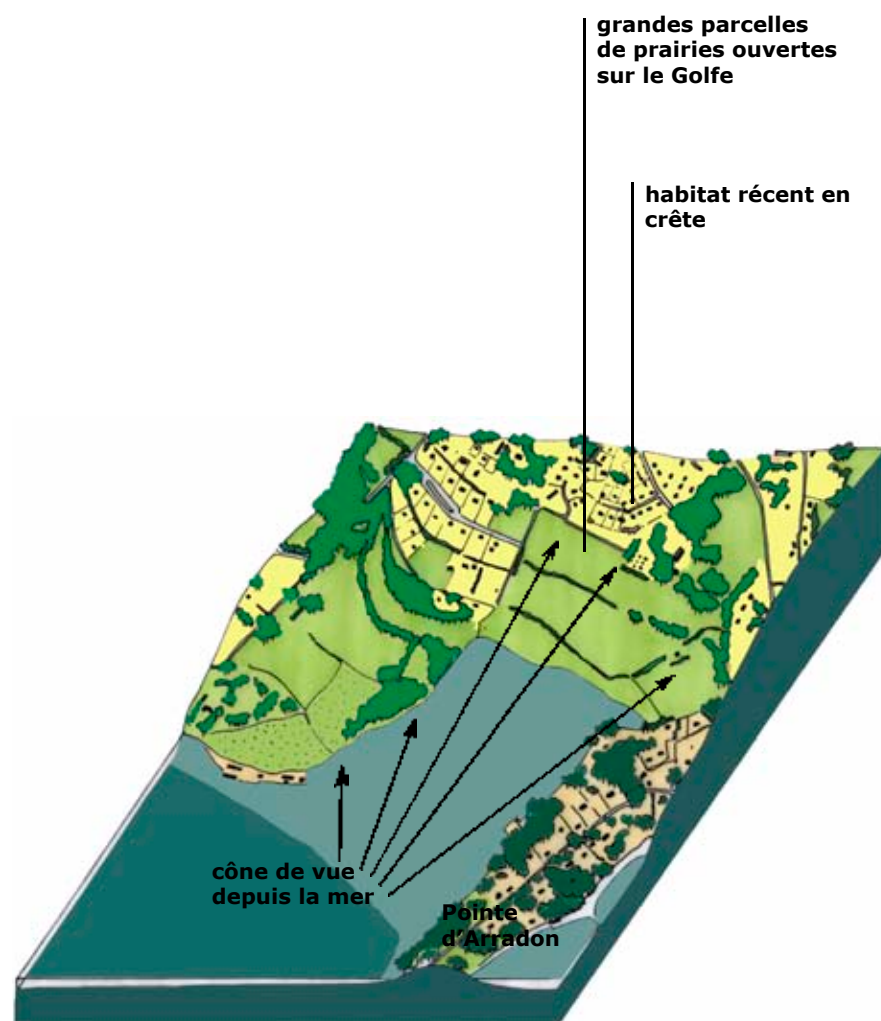 grandes parcelles
de prairies ouvertes
sur le Golfe
habitat récent en
crête
cône de vue
depuis la mer
Pointe
d'Arradon